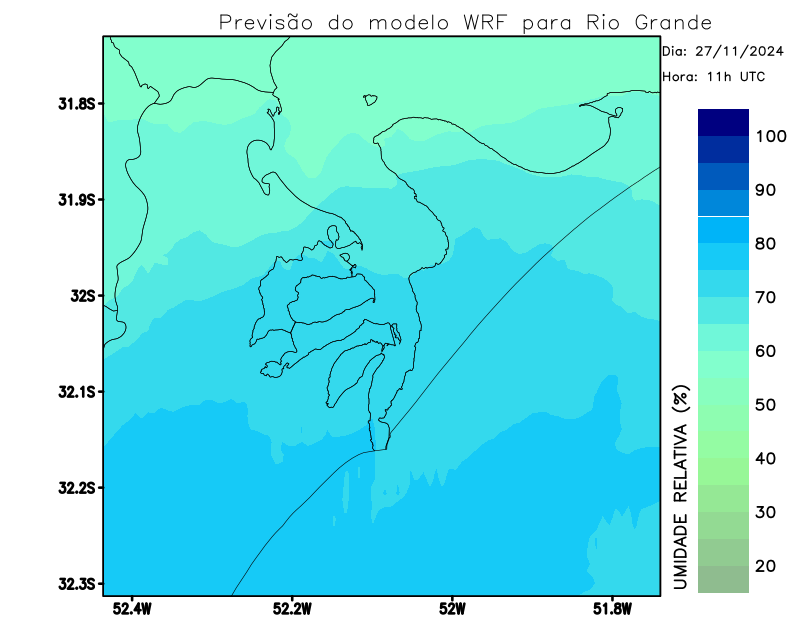 Previsão do modelo WRF para Rio Grande
Dia: 27/11/2024
Hora: 11h UTC
31.8S
31.9S
32S
32.1S
32.2S
32.3S
52.4W
52.2W
52W
51.8W
100
90
80
70
60
50
40
30
20
UMIDADE RELATIVA (%)